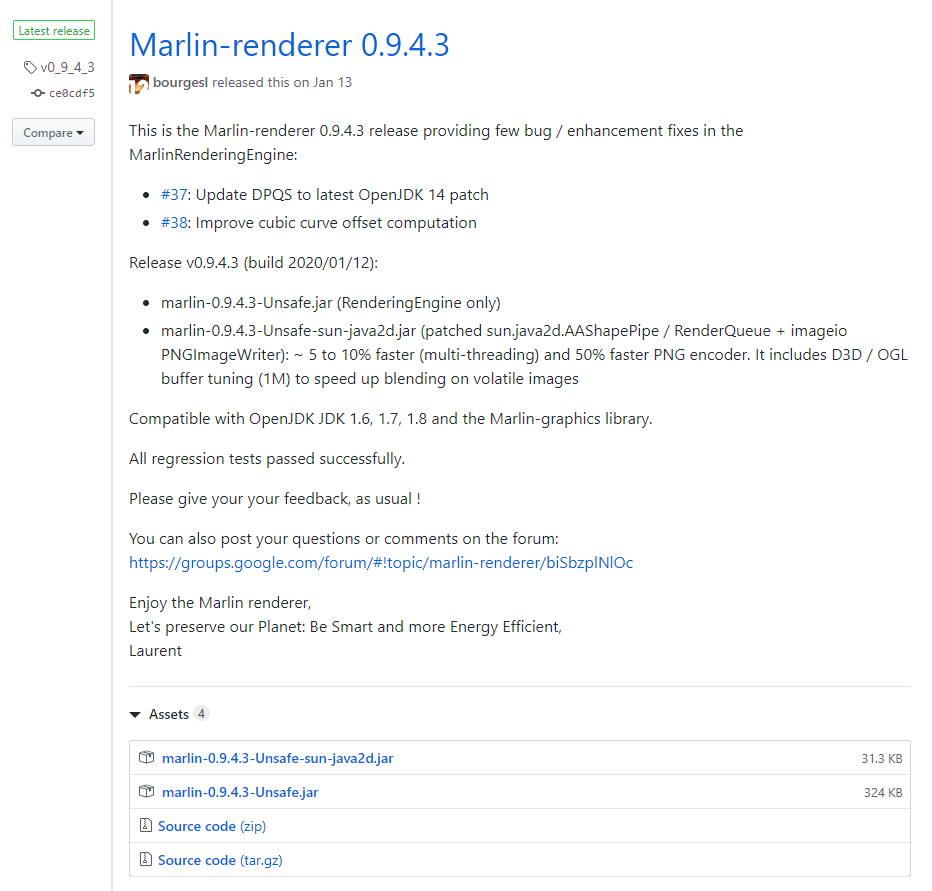 Latest release
v0_9_4_3
ce0cdf5
Compare
Marlin-renderer 0.9.4.3
bourgesl released this on Jan 13
This is the Marlin-renderer 0.9.4.3 release providing few bug / enhancement fixes in the
MarlinRenderingEngine:
#37: Update DPQS to latest OpenJDK 14 patch
#38: Improve cubic curve offset computation
Release v0.9.4.3 (build 2020/01/12):
marlin-0.9.4.3-Unsafe.jar (RenderingEngine only)
marlin-0.9.4.3-Unsafe-sun-java2d.jar (patched sun.java2d.AAShapePipe / RenderQueue + imageio
PNGImageWriter): ~ 5 to 10% faster (multi-threading) and 50% faster PNG encoder. It includes D3D / OGL
buffer tuning (1M) to speed up blending on volatile images
Compatible with OpenJDK JDK 1.6, 1.7, 1.8 and the Marlin-graphics library.
All regression tests passed successfully.
Please give your your feedback, as usual !
You can also post your questions or comments on the forum:
https://groups.google.com/forum/#!topic/marlin-renderer/biSbzplNlOc
Enjoy the Marlin renderer,
Let's preserve our Planet: Be Smart and more Energy Efficient,
Laurent
Assets 4
marlin-0.9.4.3-Unsafe-sun-java2d.jar 31.3 KB
marlin-0.9.4.3-Unsafe.jar 324 KB
Source code (zip)
Source code (tar.gz)